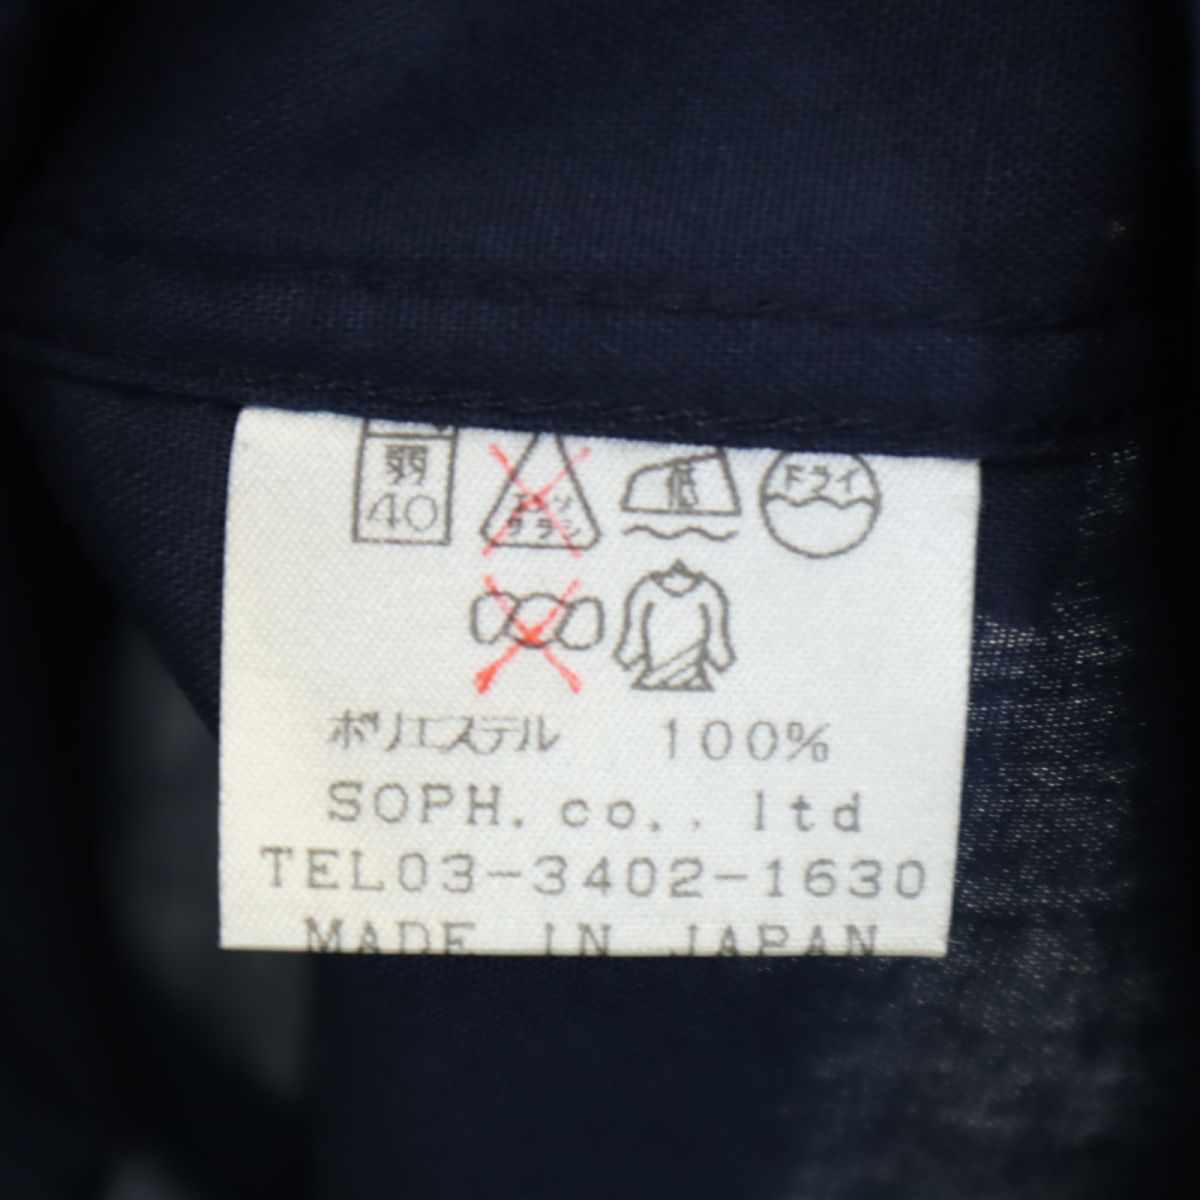 弱 低 ドライ
40 エンソ
サラシ
ポリエステル 100%
SOPH. co., ltd
TEL03-3402-1630
MADE IN JAPAN